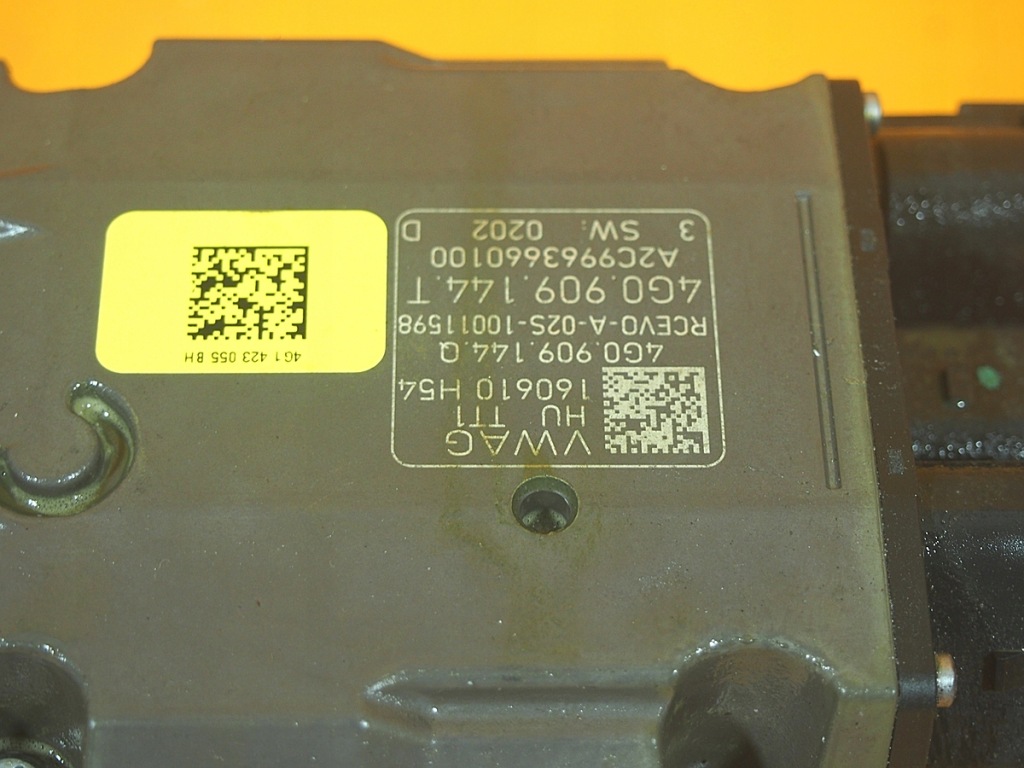 VWAG
HU TT1
160610 H54
4G0.909.144.Q
RCEVO-A-02S-10011598
4G0.909.144.T
A2C9963660100
3 SW: 0202 D
4G1 423 055 BH